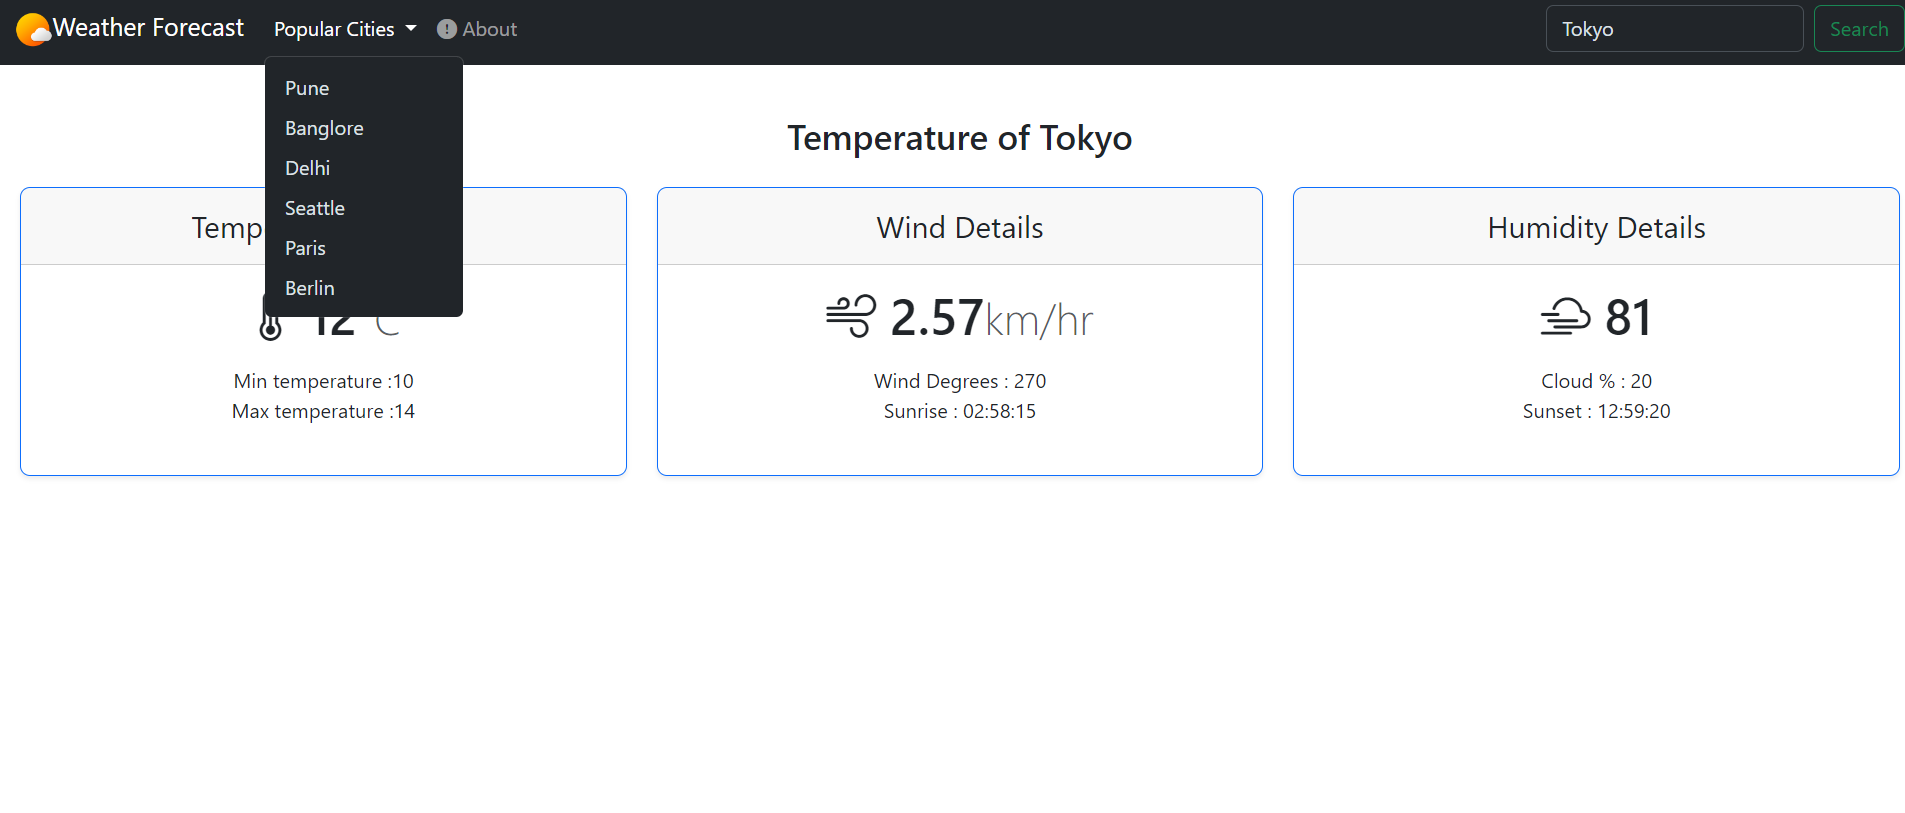 Weather Forecast Popular Cities About Tokyo Search
Pune
Banglore
Delhi
Seattle
Paris
Berlin
Temperature of Tokyo
Temp
12 C
Min temperature :10
Max temperature :14
Wind Details
2.57km/hr
Wind Degrees : 270
Sunrise : 02:58:15
Humidity Details
81
Cloud % : 20
Sunset : 12:59:20